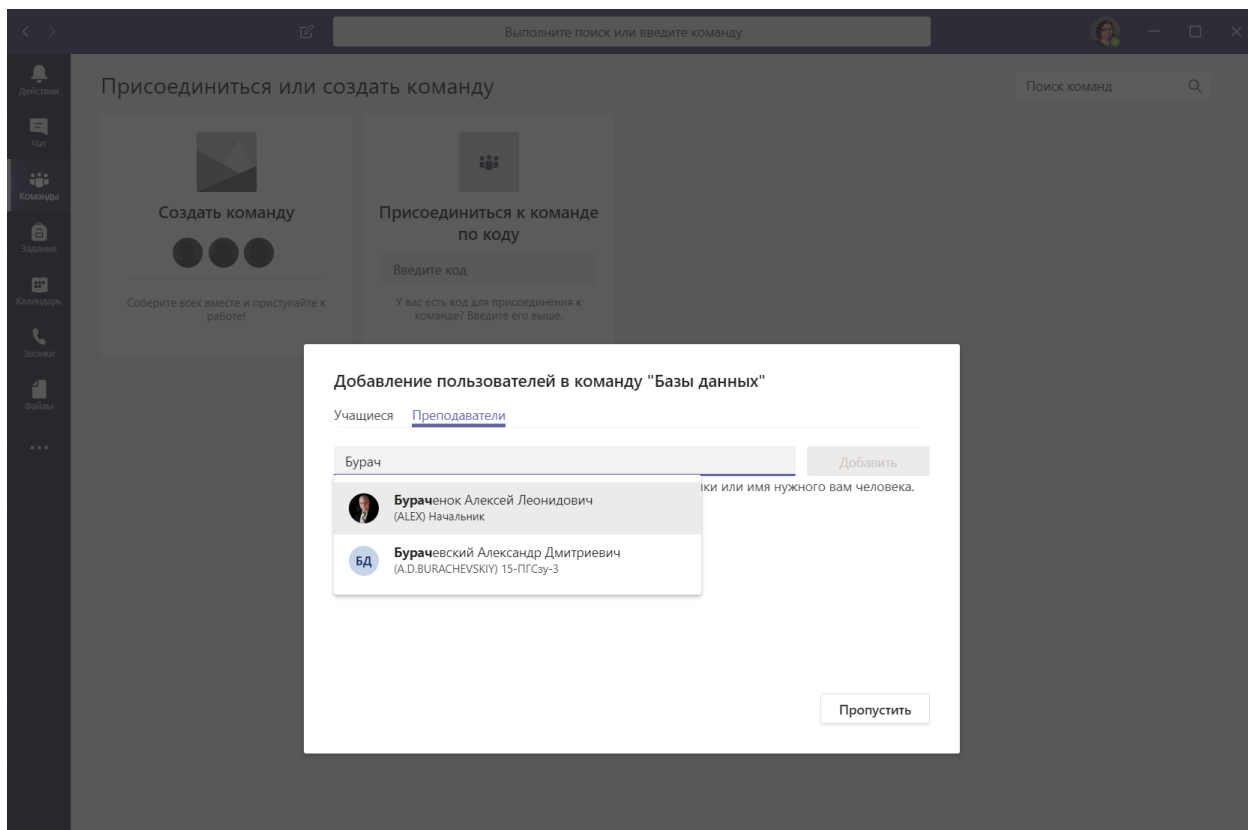 Выполните поиск или введите команду
Действия
Чат
Команды
Задания
Календарь
Звонки
Файлы
Присоединиться или создать команду
Поиск команд
Создать команду
Соберите всех вместе и приступайте к
работе!
Присоединиться к команде
по коду
Введите код
У вас есть код для присоединения к
команде? Введите его выше.
Добавление пользователей в команду "Базы данных"
Учащиеся Преподаватели
Бурач
Добавить
или имя нужного вам человека.
Бураченок Алексей Леонидович
(ALEX) Начальник
БД
Бурачевский Александр Дмитриевич
(A.D.BURACHEVSKIY) 15-ПГСзу-3
Пропустить